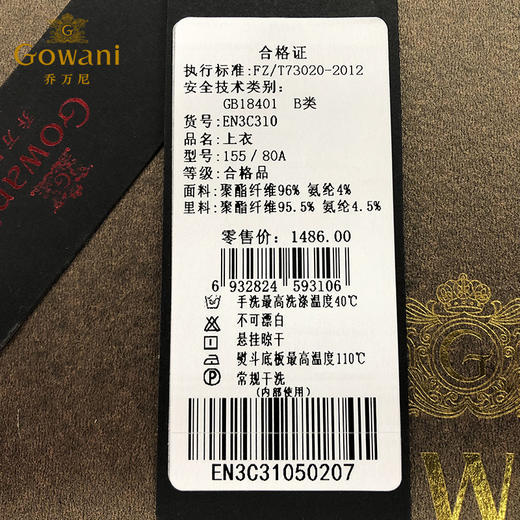 G
Gowani
乔万尼
Gowani
合格证
执行标准:FZ/T73020-2012
安全技术类别:
GB18401 B类
货号:EN3C310
品名:上衣
型号:155/80A
等级:合格品
面料:聚酯纤维96% 氨纶4%
里料:聚酯纤维95.5% 氨纶4.5%
零售价: 1486.00
6 932824 593106
手洗最高洗涤温度40℃
不可漂白
悬挂晾干
熨斗底板最高温度110℃
P 常规干洗
(内部使用)
EN3C31050207
G
W